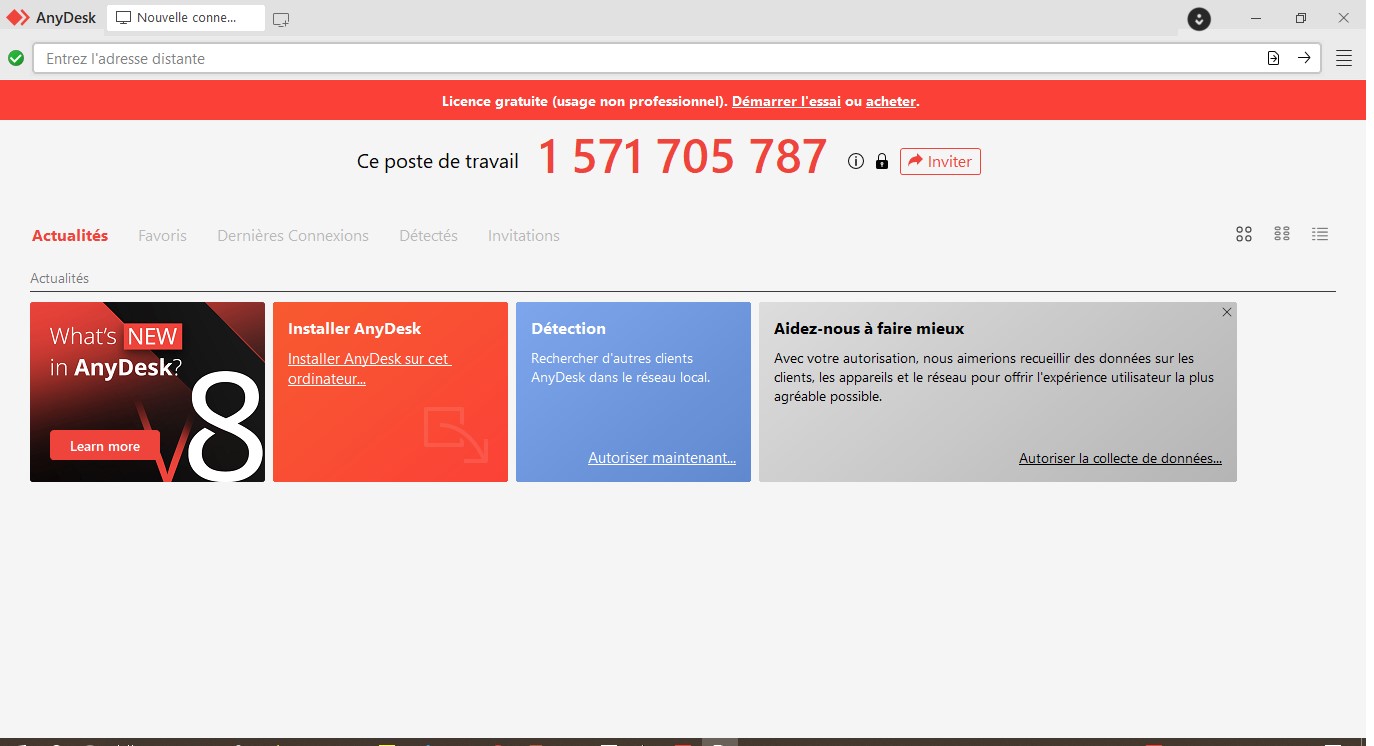 AnyDesk
Nouvelle conne...
Entrez l'adresse distante
Licence gratuite (usage non professionnel). Démarrer l'essai ou acheter.
Ce poste de travail 1 571 705 787 Inviter
Actualités Favoris Dernières Connexions Détectés Invitations
Actualités
What's NEW
in AnyDesk?
Learn more
V8
Installer AnyDesk
Installer AnyDesk sur cet
ordinateur...
Détection
Rechercher d'autres clients
AnyDesk dans le réseau local.
Autoriser maintenant...
Aidez-nous à faire mieux
Avec votre autorisation, nous aimerions recueillir des données sur les
clients, les appareils et le réseau pour offrir l'expérience utilisateur la plus
agréable possible.
Autoriser la collecte de données...